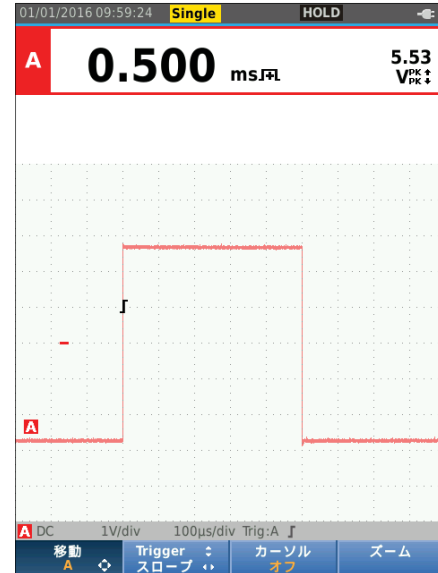 01/01/2016 09:59:24 Single HOLD
A 0.500 ms 5.53
V PK
PK
A
A DC 1V/div 100µs/div Trig:A
移動 Trigger カーソル ズーム
A スロープ オフ